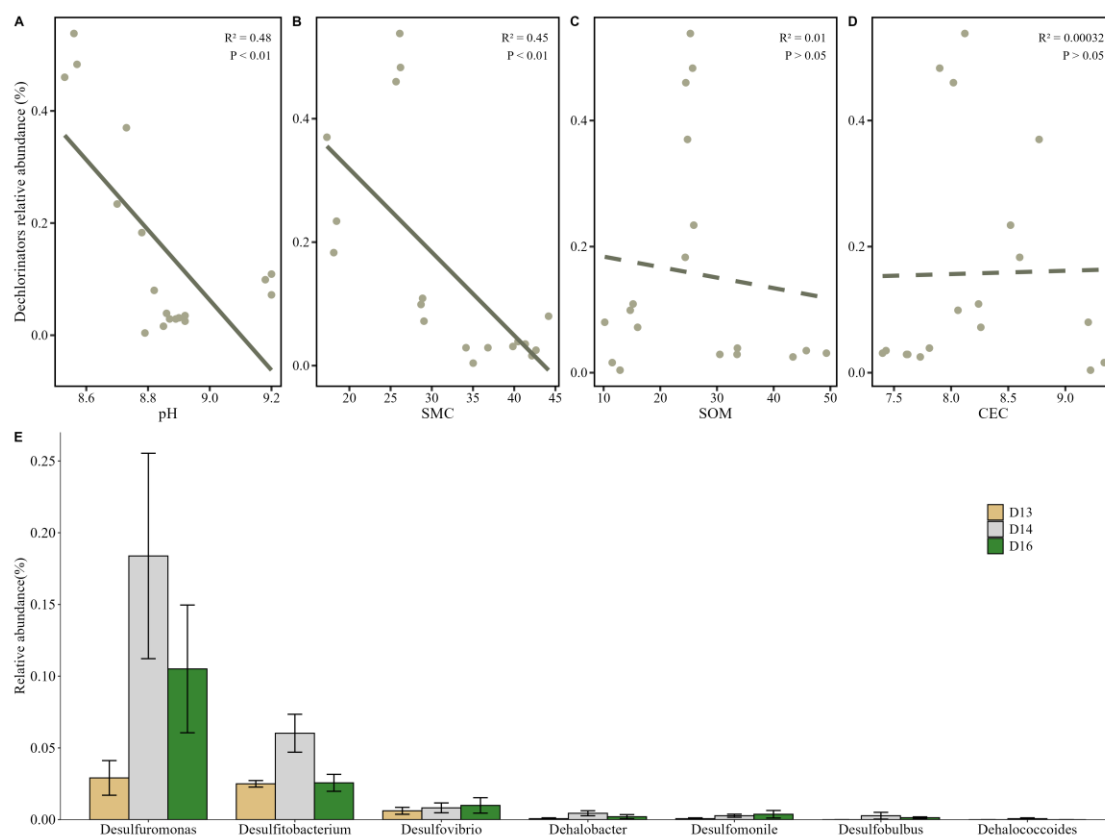 A
B
C
D
R² = 0.48
P < 0.01
R² = 0.45
P < 0.01
R² = 0.01
P > 0.05
R² = 0.00032
P > 0.05
Dechlorinators relative abundance (%)
0.4
0.2
0.0
0.4
0.2
0.0
0.4
0.2
0.0
0.4
0.2
0.0
8.6 8.8 9.0 9.2
20 25 30 35 40 45
10 20 30 40 50
7.5 8.0 8.5 9.0
pH
SMC
SOM
CEC
E
Relative abundance(%)
0.25
0.20
0.15
0.10
0.05
0.00
D13
D14
D16
Desulfuromonas Desulfitobacterium Desulfovibrio Dehalobacter Desulfomonile Desulfobulbus Dehalococcoides